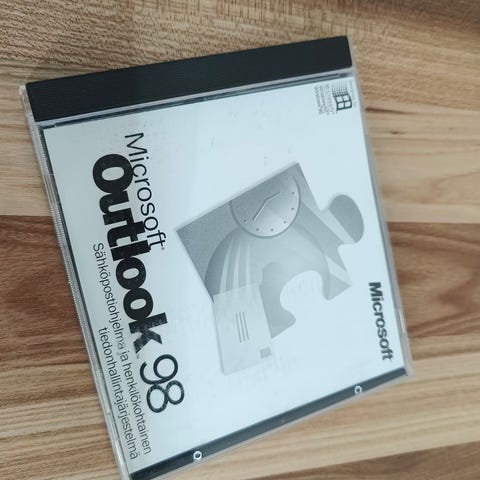 Microsoft
Outlook 98
Sähköpostiohjelma ja henkilökohtainen
tiedonhallintajärjestelmä
Microsoft